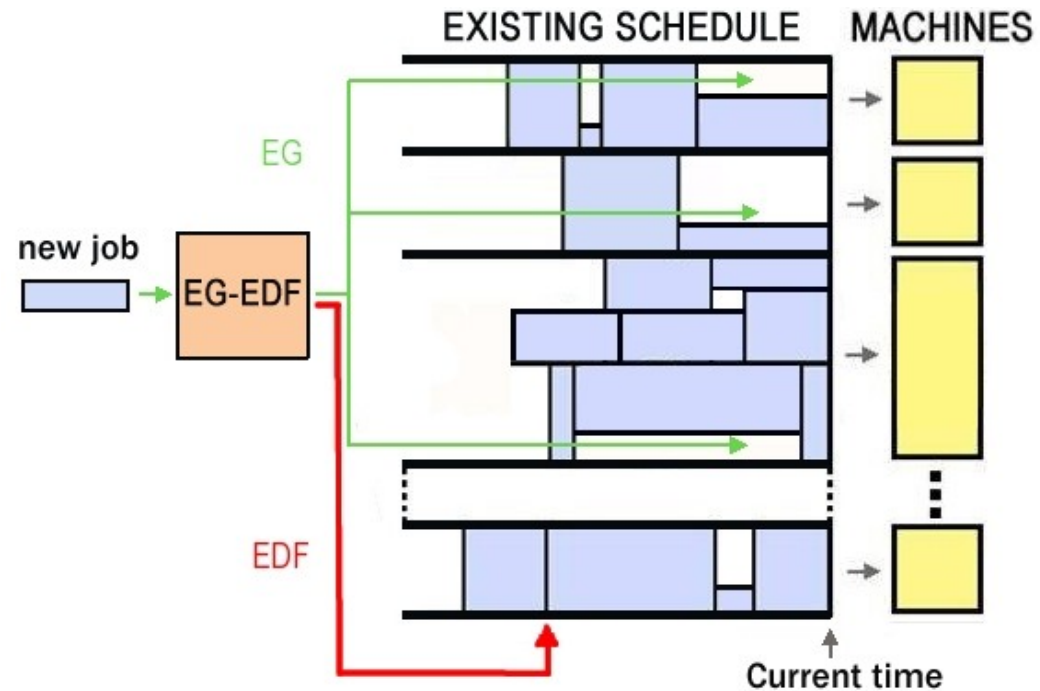 EXISTING SCHEDULE
MACHINES
EG
new job
EG-EDF
EDF
Current time